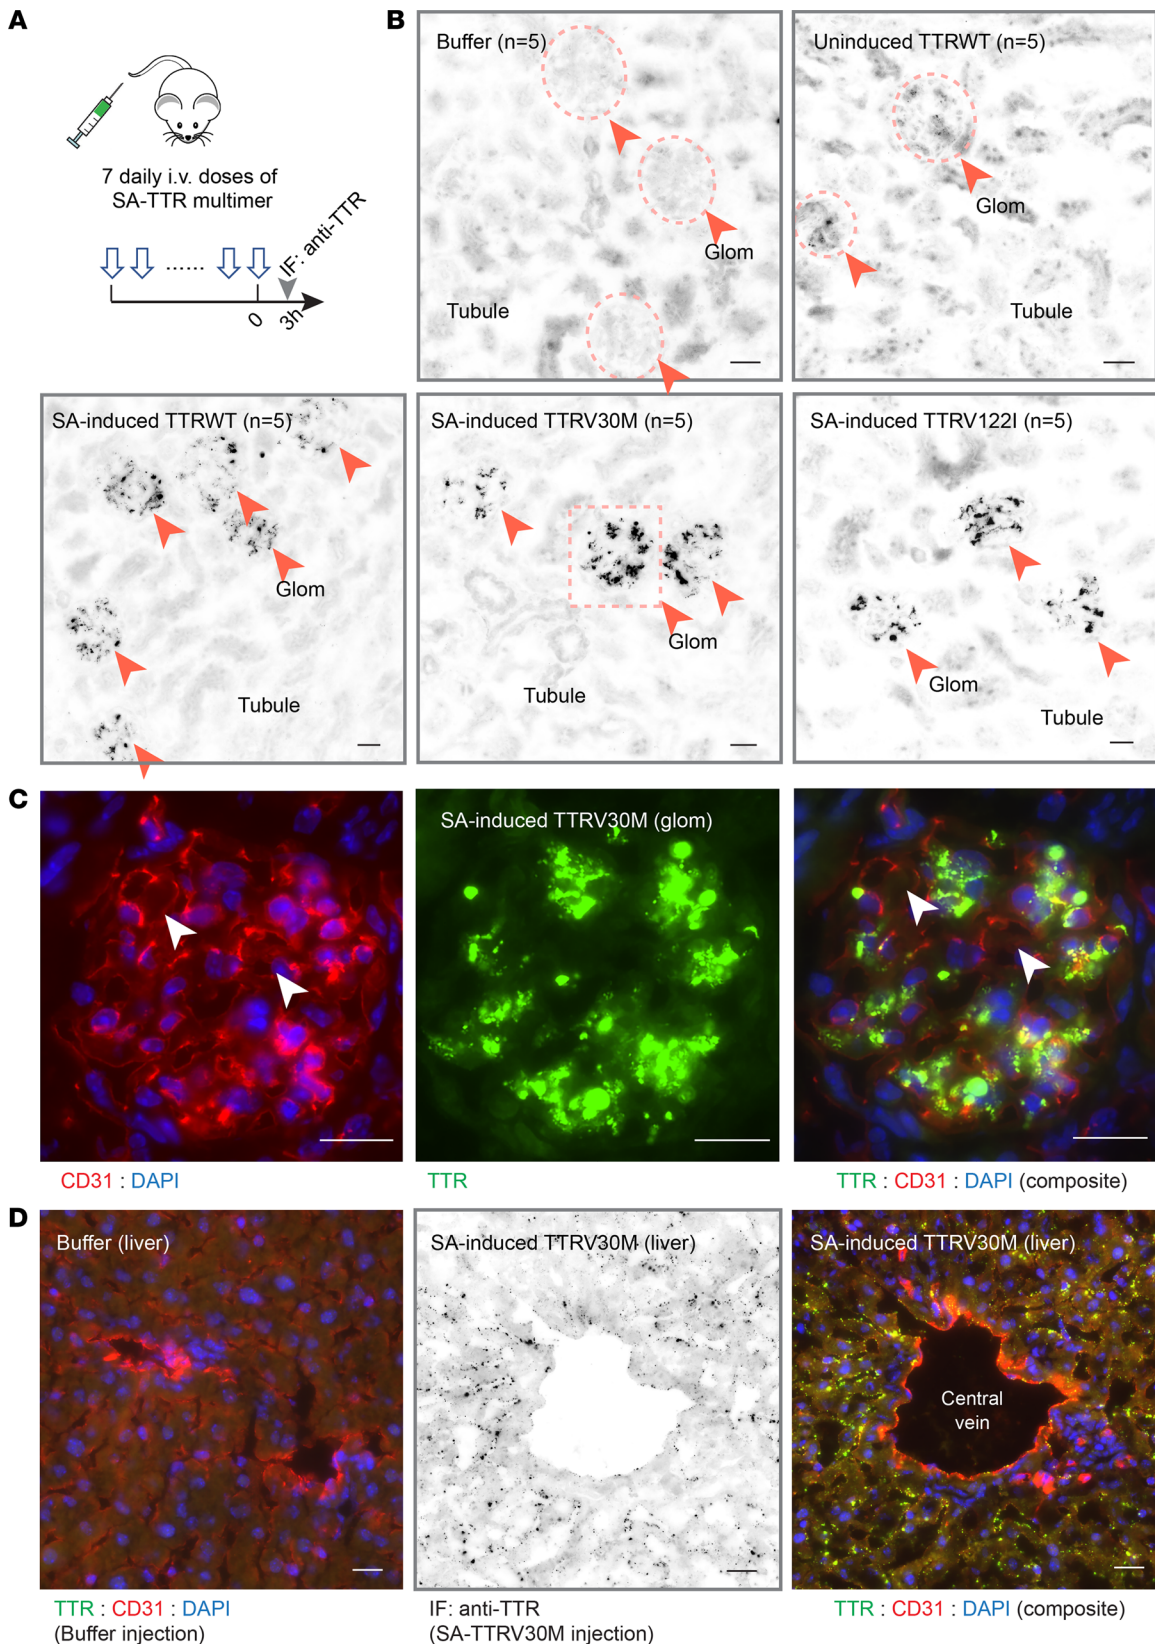 A
7 daily i.v. doses of
SA-TTR multimer
......
IF: anti-TTR
0
3h
B
Buffer (n=5)
Glom
Tubule
Uninduced TTRWT (n=5)
Glom
Tubule
SA-induced TTRWT (n=5)
Glom
Tubule
SA-induced TTRV30M (n=5)
Glom
Tubule
SA-induced TTRV122I (n=5)
Glom
Tubule
C
SA-induced TTRV30M (glom)
CD31 : DAPI
TTR
TTR : CD31 : DAPI (composite)
D
Buffer (liver)
SA-induced TTRV30M (liver)
SA-induced TTRV30M (liver)
Central
vein
TTR : CD31 : DAPI
(Buffer injection)
IF: anti-TTR
(SA-TTRV30M injection)
TTR : CD31 : DAPI (composite)